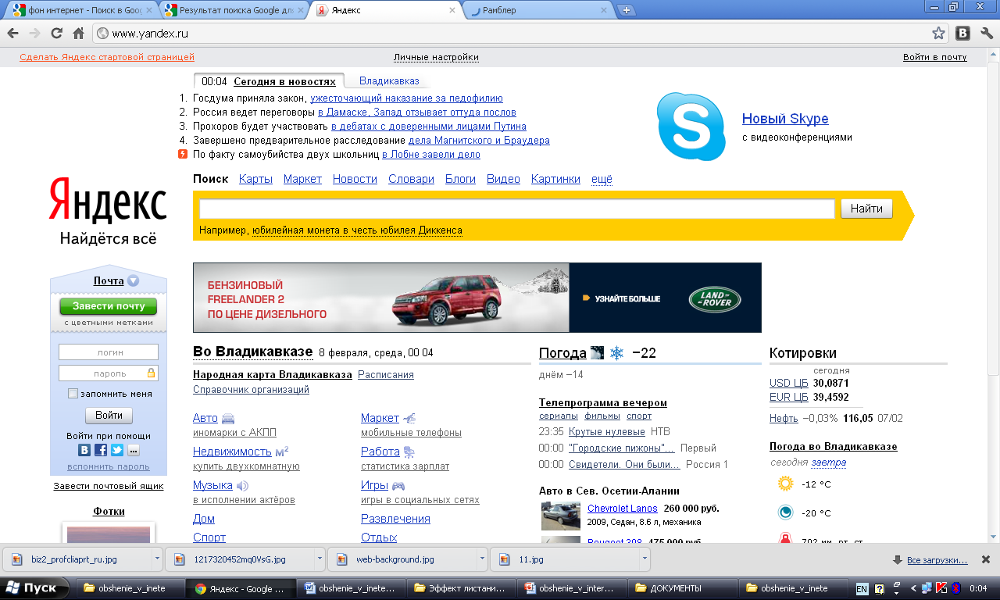 фон интернет - Поиск в Goog
Результат поиска Google дл
Яндекс
Рамблер
www.yandex.ru
Сделать Яндекс стартовой страницей
Личные настройки
Войти в почту
00:04 Сегодня в новостях
Владикавказ
1. Госдума приняла закон, ужесточающий наказание за педофилию
2. Россия ведет переговоры в Дамаске, Запад отзывает оттуда послов
3. Прохоров будет участвовать в дебатах с доверенными лицами Путина
4. Завершено предварительное расследование дела Магнитского и Браудера
По факту самоубийства двух школьниц в Лобне завели дело
Новый Skype
с видеоконференциями
Поиск Карты Маркет Новости Словари Блоги Видео Картинки ещё
Яндекс
Найдётся всё
Найти
Например, юбилейная монета в честь юбилея Диккенса
Почта
Завести почту
с цветными метками
логин
пароль
запомнить меня
Войти
Войти при помощи
вспомнить пароль
Завести почтовый ящик
Фотки
БЕНЗИНОВЫЙ
FREELANDER 2
ПО ЦЕНЕ ДИЗЕЛЬНОГО
УЗНАЙТЕ БОЛЬШЕ
LAND-ROVER
Во Владикавказе 8 февраля, среда, 00 04
Народная карта Владикавказа Расписания
Справочник организаций
Авто
иномарки с АКПП
Недвижимость м²
купить двухкомнатную
Музыка
в исполнении актёров
Дом
Спорт
Маркет
мобильные телефоны
Работа
статистика зарплат
Игры
игры в социальных сетях
Развлечения
Отдых
Погода −22
днём −14
Телепрограмма вечером
сериалы фильмы спорт
23:35 Крутые нулевые НТВ
00:00 "Городские пижоны"... Первый
00:00 Свидетели. Они были... Россия 1
Авто в Сев. Осетии-Алании
Chevrolet Lanos 260 000 руб.
2009, Седан, 8.6 л, механика
Peugeot 308 475 000 руб.
Котировки
сегодня
USD ЦБ 30,0871
EUR ЦБ 39,4592
Нефть −0,03% 116,05 07/02
Погода во Владикавказе
сегодня завтра
-12 °C
-20 °C
702 мм. рт. ст.
biz2_profcliaprt_ru.jpg
1217320452mq0VsG.jpg
web-background.jpg
11.jpg
Все загрузки...
Пуск
obshenie_v_inete
Яндекс - Google ...
obshenie_v_inete...
Эффект листани...
obshenie_v_inter...
ДОКУМЕНТЫ
obshenie_v_inete
EN
0:04